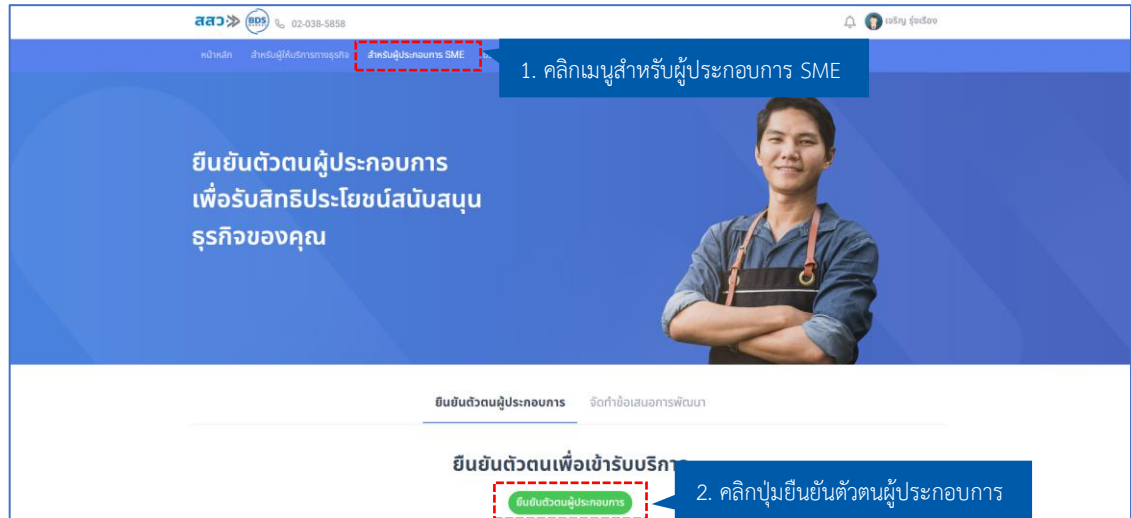 สสว BDS 02-038-5858 เจริญ รุ่งเรือง
หน้าหลัก สำหรับผู้ให้บริการทางธุรกิจ สำหรับผู้ประกอบการ SME
1. คลิกเมนูสำหรับผู้ประกอบการ SME
ยืนยันตัวตนผู้ประกอบการ
เพื่อรับสิทธิประโยชน์สนับสนุน
ธุรกิจของคุณ
ยืนยันตัวตนผู้ประกอบการ จัดทำข้อเสนอการพัฒนา
ยืนยันตัวตนเพื่อเข้ารับบริการ
ยืนยันตัวตนผู้ประกอบการ
2. คลิกปุ่มยืนยันตัวตนผู้ประกอบการ